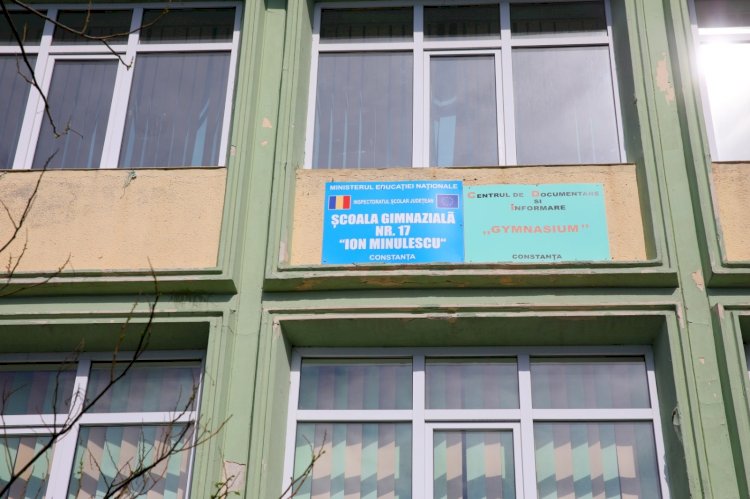 MINISTERUL EDUCAȚIEI NAȚIONALE
INSPECTORATUL ȘCOLAR JUDEȚEAN
ȘCOALA GIMNAZIALĂ
NR. 17
"ION MINULESCU"
CONSTANȚA
CENTRUL DE DOCUMENTARE
ȘI
INFORMARE
„GYMNASIUM”
CONSTANȚA